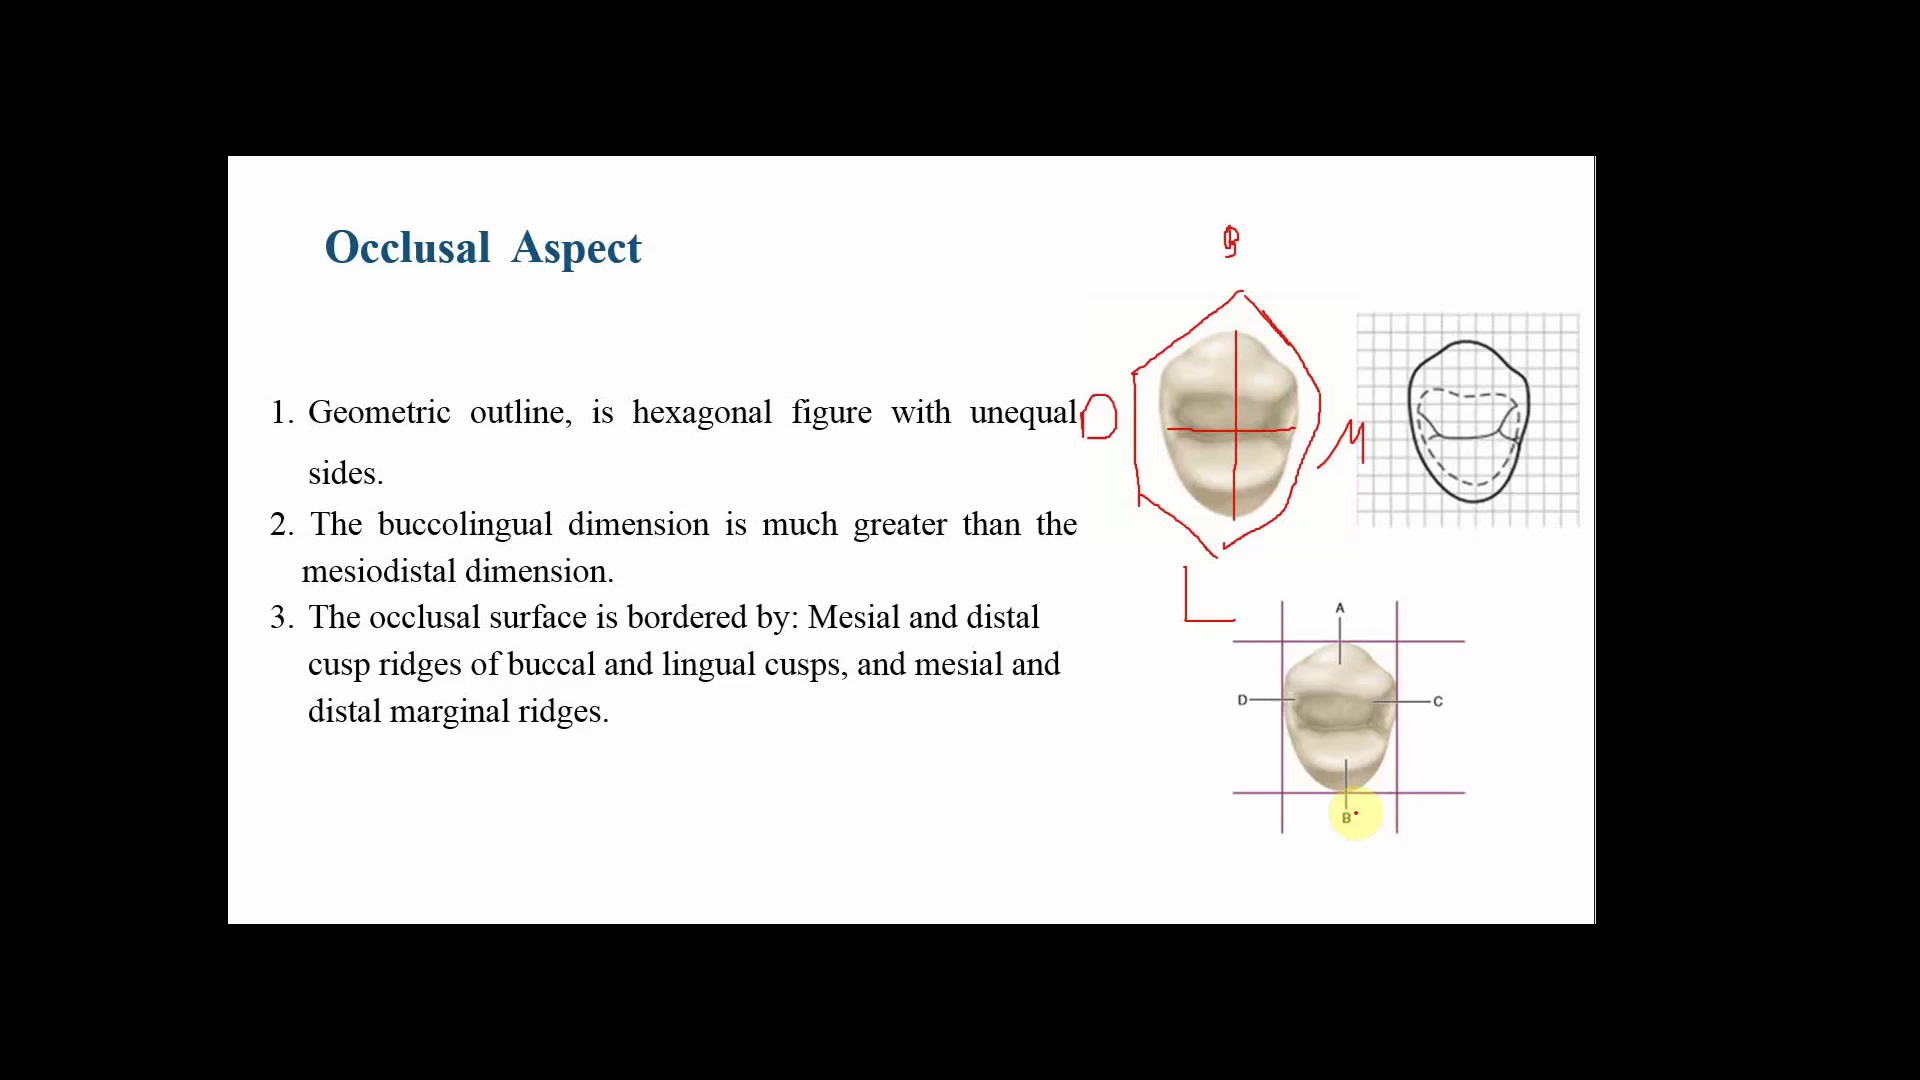 Occlusal Aspect
B
1. Geometric outline, is hexagonal figure with unequal
sides.
D
M
2. The buccolingual dimension is much greater than the
mesiodistal dimension.
3. The occlusal surface is bordered by: Mesial and distal
cusp ridges of buccal and lingual cusps, and mesial and
distal marginal ridges.
L
A
D
C
B